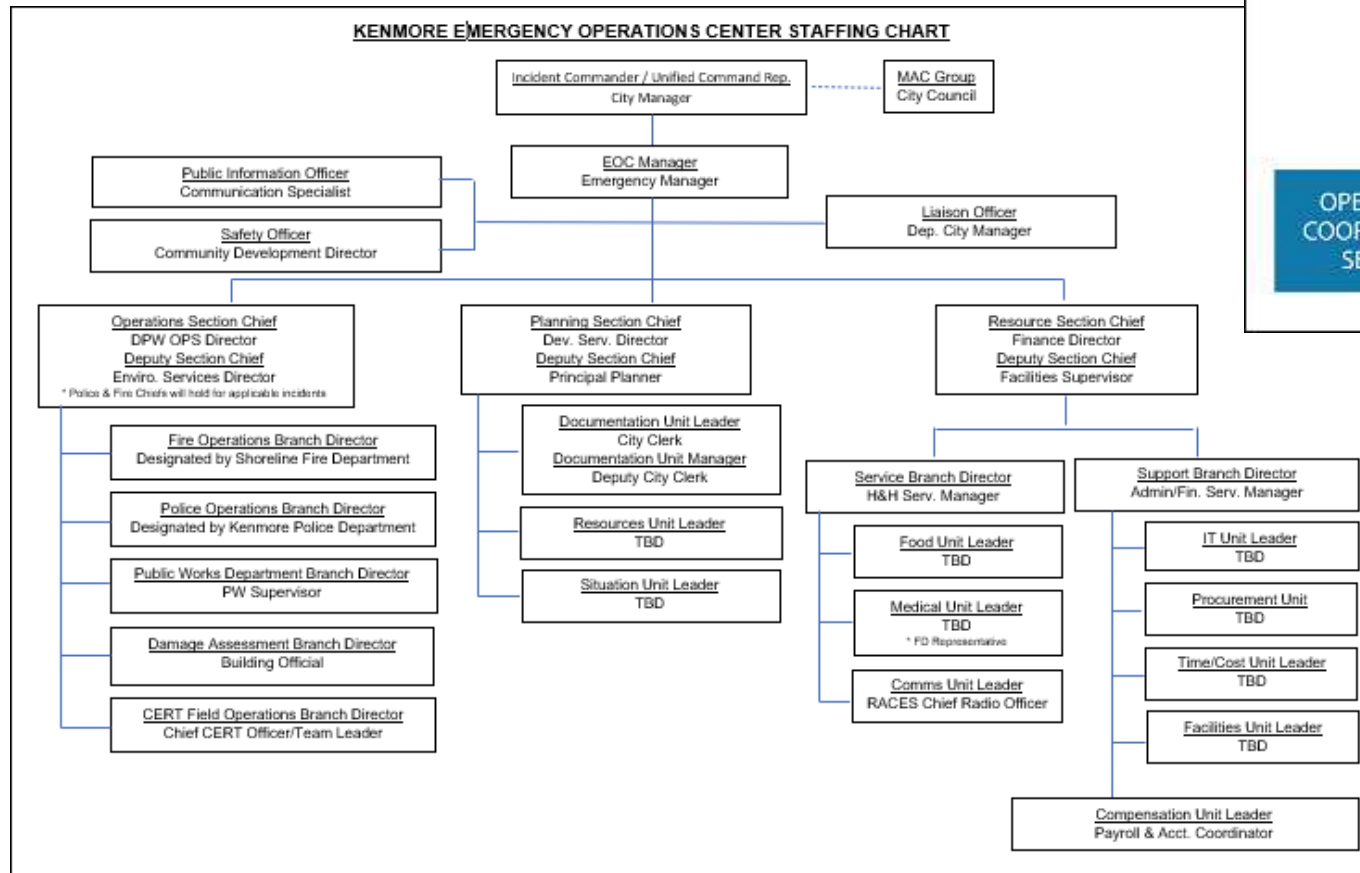 KENMORE EMERGENCY OPERATIONS CENTER STAFFING CHART
Incident Commander / Unified Command Rep.
City Manager
MAC Group
City Council
EOC Manager
Emergency Manager
Public Information Officer
Communication Specialist
Safety Officer
Community Development Director
Liaison Officer
Dep. City Manager
Operations Section Chief
DPW OPS Director
Deputy Section Chief
Enviro. Services Director
* Police & Fire Chiefs will hold for applicable incidents
Planning Section Chief
Dev. Serv. Director
Deputy Section Chief
Principal Planner
Resource Section Chief
Finance Director
Deputy Section Chief
Facilities Supervisor
Fire Operations Branch Director
Designated by Shoreline Fire Department
Police Operations Branch Director
Designated by Kenmore Police Department
Public Works Department Branch Director
PW Supervisor
Damage Assessment Branch Director
Building Official
CERT Field Operations Branch Director
Chief CERT Officer/Team Leader
Documentation Unit Leader
City Clerk
Documentation Unit Manager
Deputy City Clerk
Resources Unit Leader
TBD
Situation Unit Leader
TBD
Service Branch Director
H&H Serv. Manager
Food Unit Leader
TBD
Medical Unit Leader
TBD
* FD Representative
Comms Unit Leader
RACES Chief Radio Officer
Support Branch Director
Admin/Fin. Serv. Manager
IT Unit Leader
TBD
Procurement Unit
TBD
Time/Cost Unit Leader
TBD
Facilities Unit Leader
TBD
Compensation Unit Leader
Payroll & Acct. Coordinator
OPE
COOR
SE